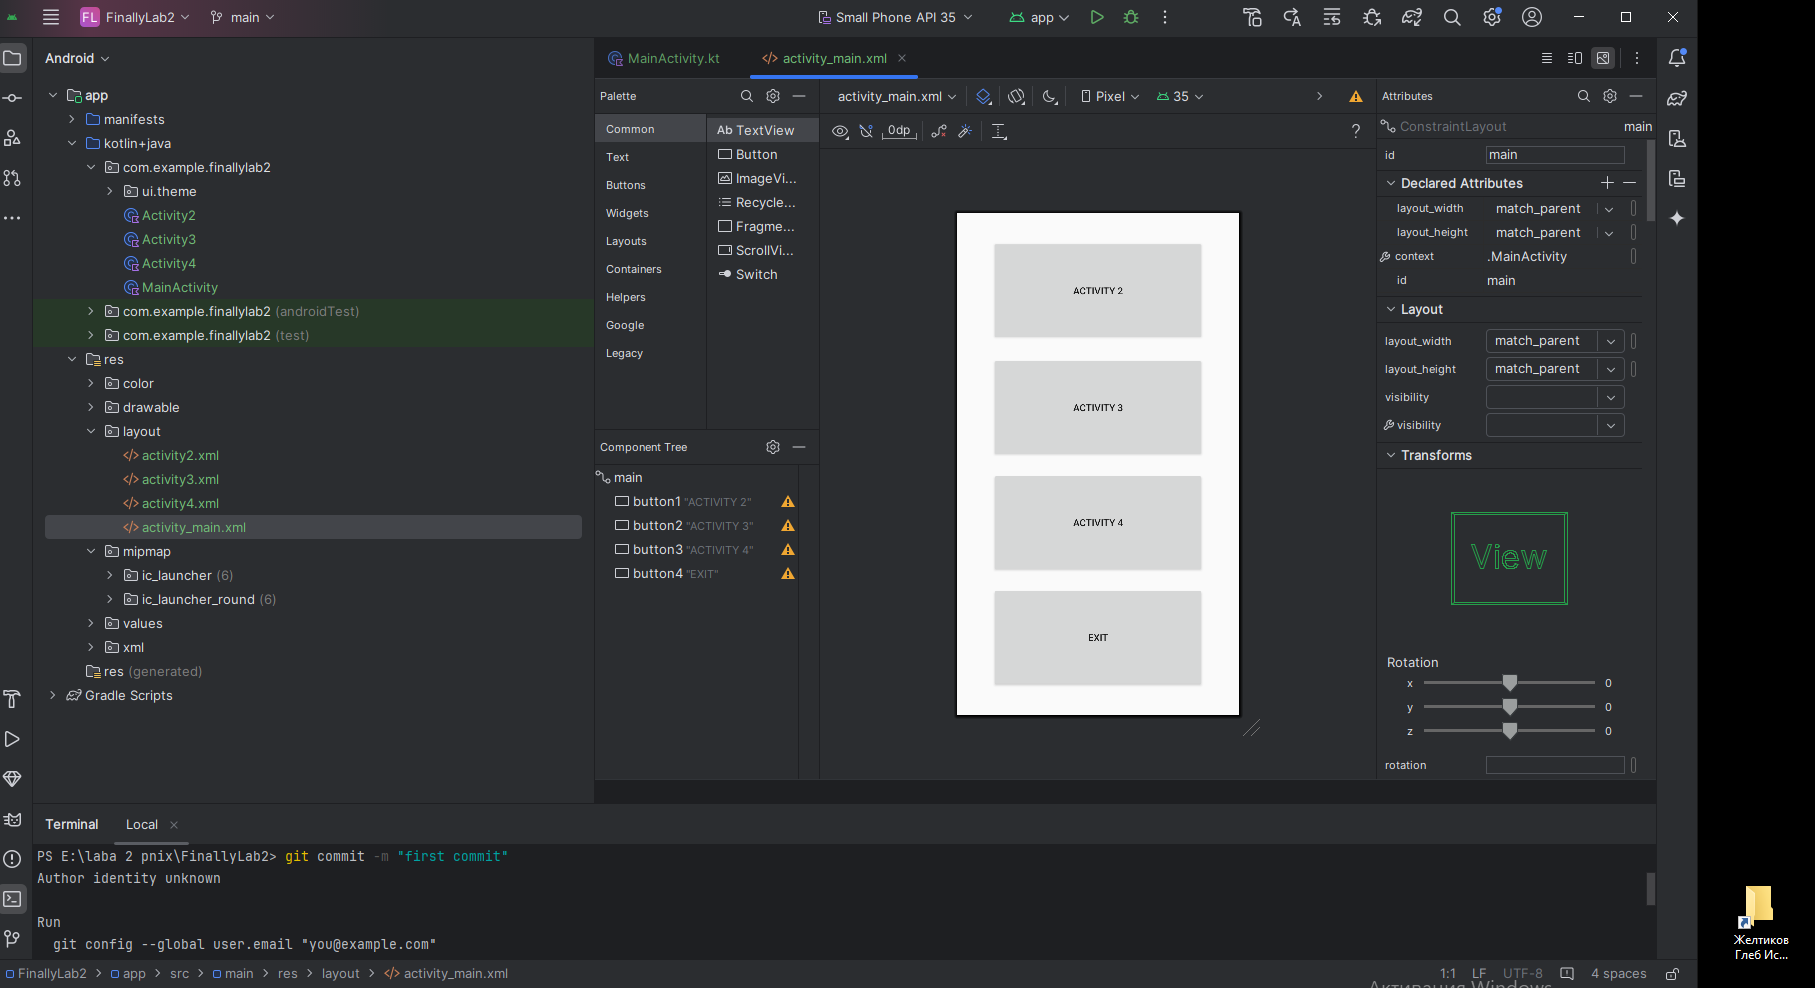 FL FinallyLab2 main Small Phone API 35 app
Android
app
manifests
kotlin+java
com.example.finallylab2
ui.theme
Activity2
Activity3
Activity4
MainActivity
com.example.finallylab2 (androidTest)
com.example.finallylab2 (test)
res
color
drawable
layout
activity2.xml
activity3.xml
activity4.xml
activity_main.xml
mipmap
ic_launcher (6)
ic_launcher_round (6)
values
xml
res (generated)
Gradle Scripts
MainActivity.kt activity_main.xml
Palette
Common
Text
Buttons
Widgets
Layouts
Containers
Helpers
Google
Legacy
Ab TextView
Button
ImageVi...
Recycle...
Fragme...
ScrollVi...
Switch
Component Tree
main
button1 "ACTIVITY 2"
button2 "ACTIVITY 3"
button3 "ACTIVITY 4"
button4 "EXIT"
activity_main.xml Pixel 35
0dp ?
ACTIVITY 2
ACTIVITY 3
ACTIVITY 4
EXIT
Attributes
ConstraintLayout main
id main
Declared Attributes
layout_width match_parent
layout_height match_parent
context .MainActivity
id main
Layout
layout_width match_parent
layout_height match_parent
visibility
visibility
Transforms
View
Rotation
x 0
y 0
z 0
rotation
Terminal Local
PS E:\laba 2 pnix\FinallyLab2> git commit -m "first commit"
Author identity unknown
Run
git config --global user.email "you@example.com"
FinallyLab2 > app > src > main > res > layout > activity_main.xml
1:1 LF UTF-8 4 spaces
Активация Windows
Желтиков
Глеб Ис...